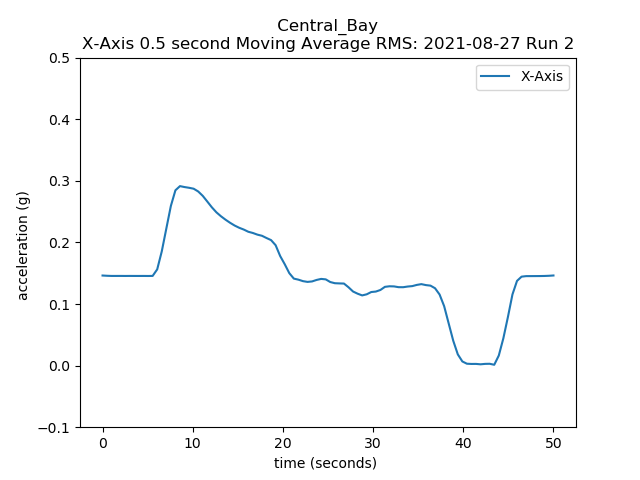 Central_Bay
X-Axis 0.5 second Moving Average RMS: 2021-08-27 Run 2
X-Axis
0.5
0.4
0.3
0.2
0.1
0.0
−0.1
acceleration (g)
0 10 20 30 40 50
time (seconds)